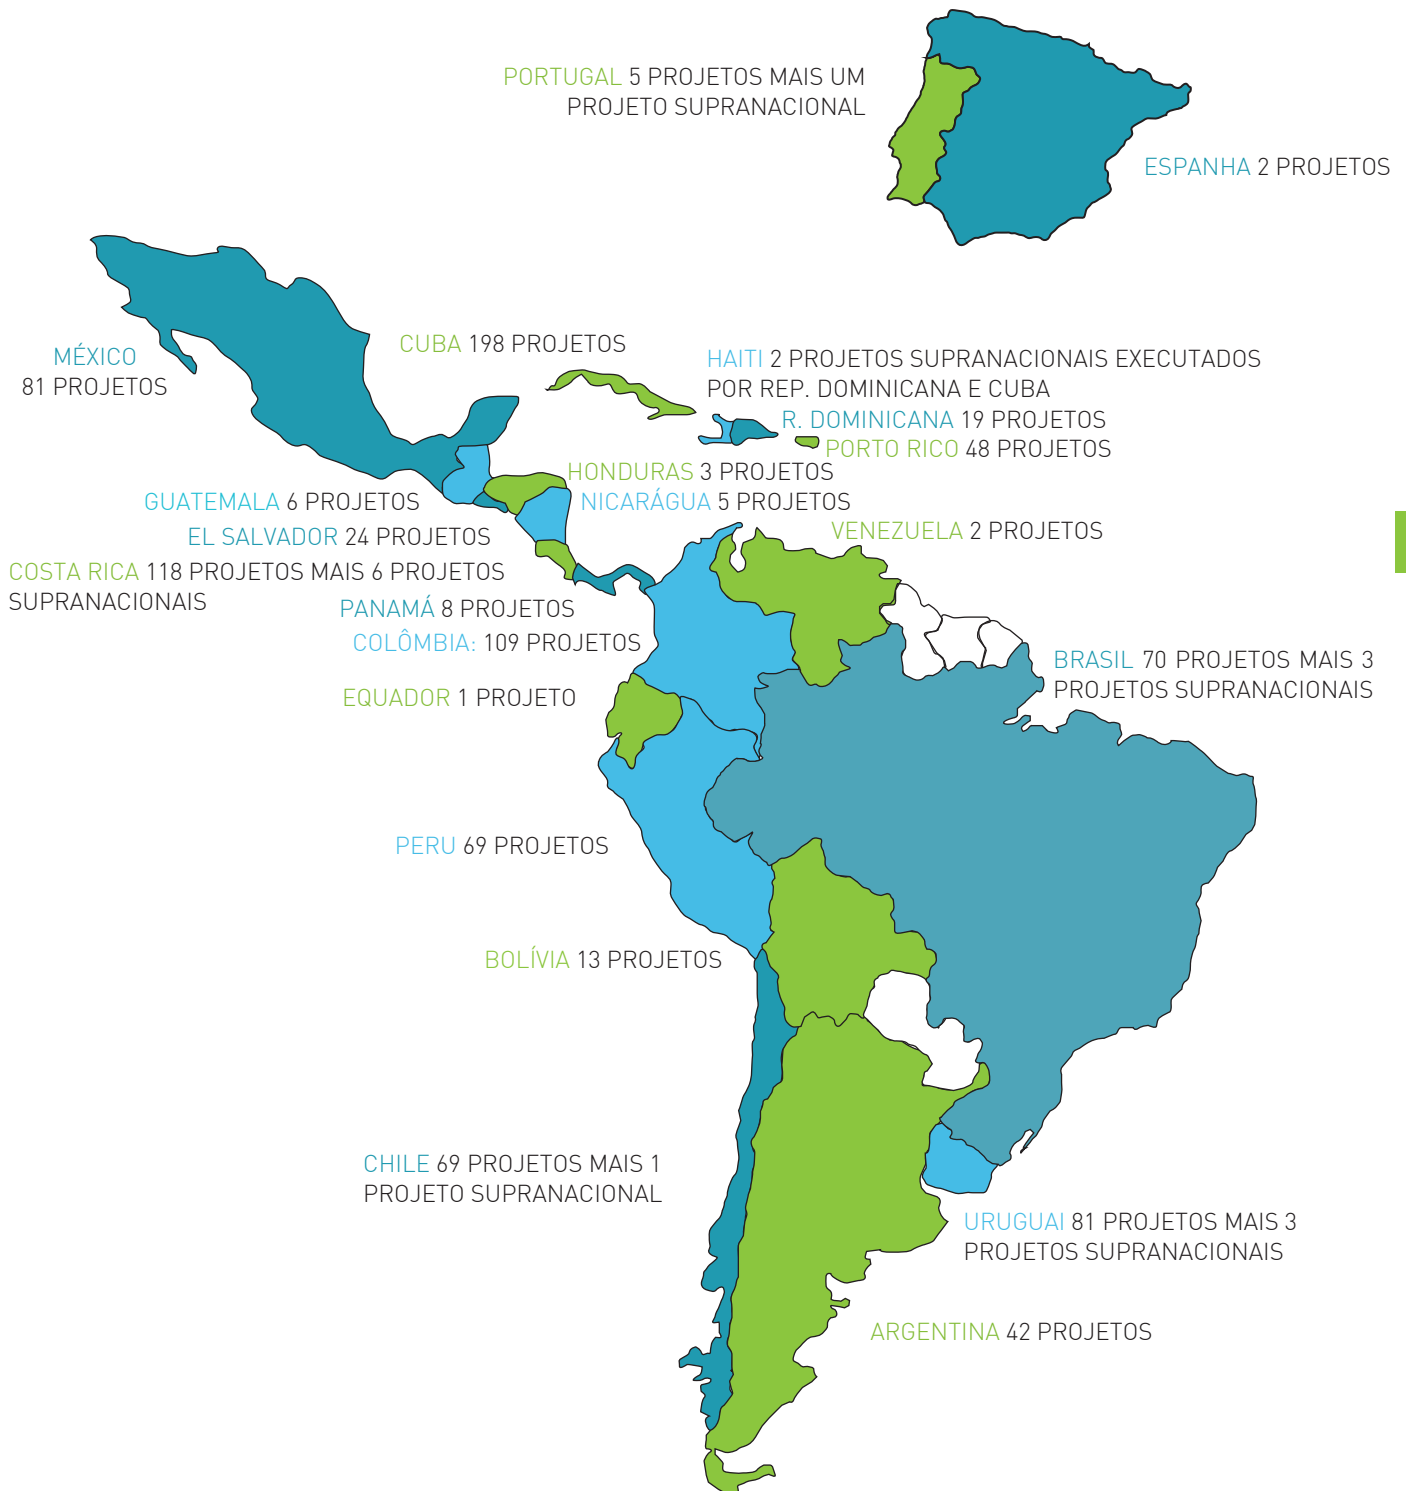 PORTUGAL 5 PROJETOS MAIS UM
PROJETO SUPRANACIONAL
ESPANHA 2 PROJETOS
MÉXICO
81 PROJETOS
CUBA 198 PROJETOS
HAITI 2 PROJETOS SUPRANACIONAIS EXECUTADOS
POR REP. DOMINICANA E CUBA
R. DOMINICANA 19 PROJETOS
PORTO RICO 48 PROJETOS
HONDURAS 3 PROJETOS
GUATEMALA 6 PROJETOS
NICARÁGUA 5 PROJETOS
EL SALVADOR 24 PROJETOS
VENEZUELA 2 PROJETOS
COSTA RICA 118 PROJETOS MAIS 6 PROJETOS
SUPRANACIONAIS
PANAMÁ 8 PROJETOS
COLÔMBIA: 109 PROJETOS
BRASIL 70 PROJETOS MAIS 3
PROJETOS SUPRANACIONAIS
EQUADOR 1 PROJETO
PERU 69 PROJETOS
BOLÍVIA 13 PROJETOS
CHILE 69 PROJETOS MAIS 1
PROJETO SUPRANACIONAL
URUGUAI 81 PROJETOS MAIS 3
PROJETOS SUPRANACIONAIS
ARGENTINA 42 PROJETOS